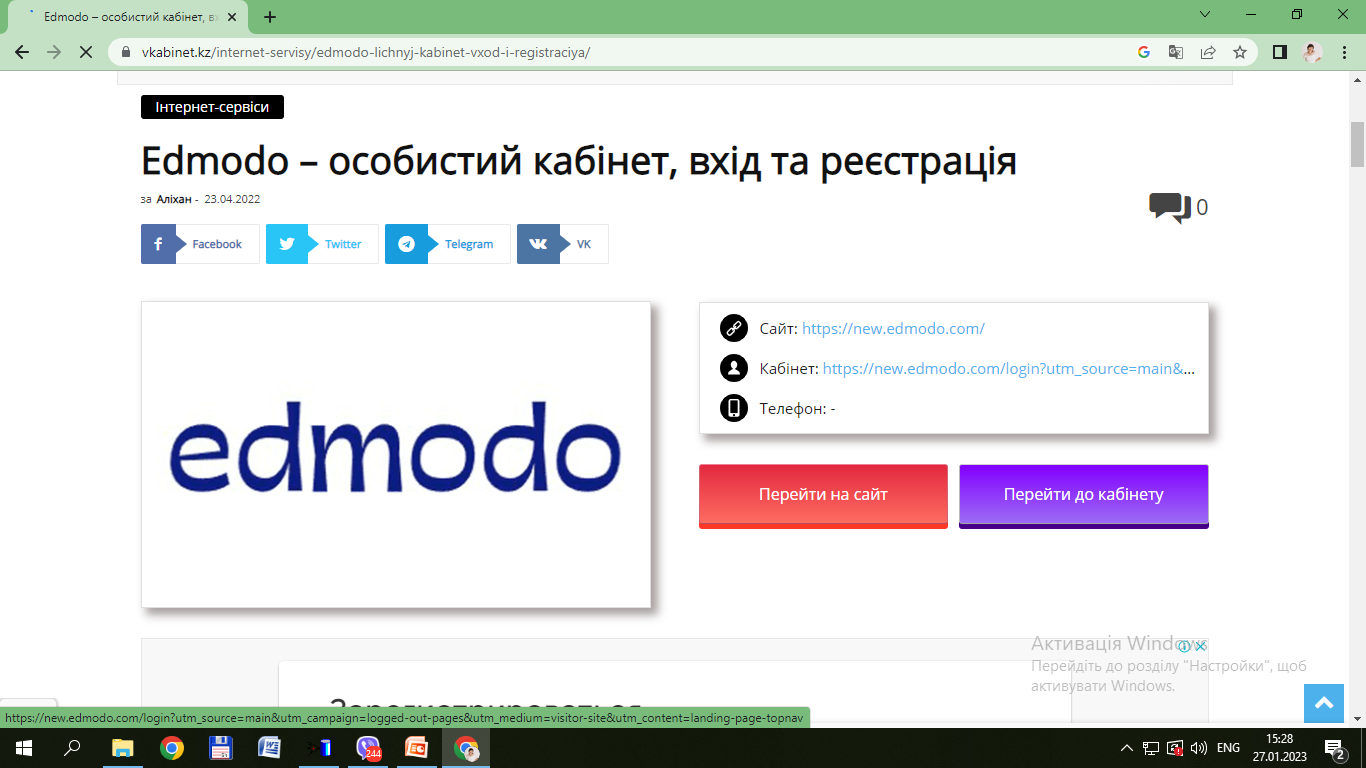 Edmodo – особистий кабінет, вх
vkabinet.kz/internet-servisy/edmodo-lichnyj-kabinet-vxod-i-registraciya/
Інтернет-сервіси
Edmodo – особистий кабінет, вхід та реєстрація
за Аліхан - 23.04.2022
0
Facebook
Twitter
Telegram
VK
edmodo
Сайт: https://new.edmodo.com/
Кабінет: https://new.edmodo.com/login?utm_source=main&...
Телефон: -
Перейти на сайт
Перейти до кабінету
Активація Windows
Перейдіть до розділу "Настройки", щоб
активувати Windows.
Зарегистрироваться
https://new.edmodo.com/login?utm_source=main&utm_campaign=logged-out-pages&utm_medium=visitor-site&utm_content=landing-page-topnav
244
ENG
15:28
27.01.2023
2